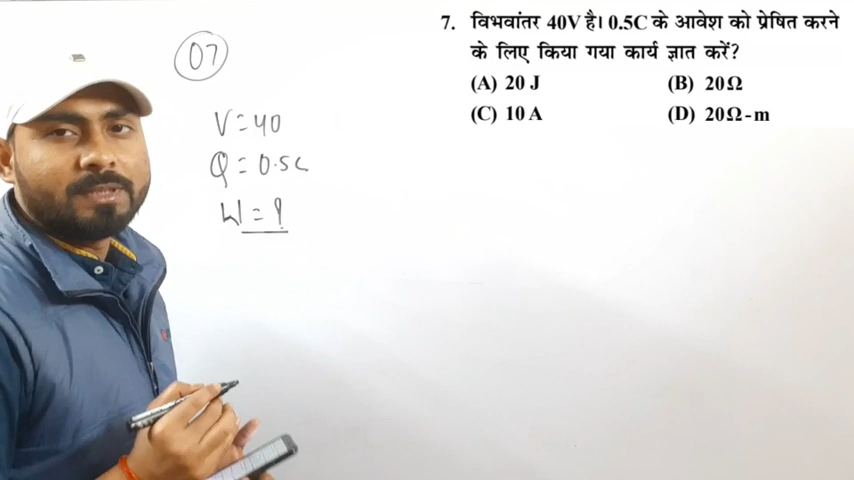 7. विभवांतर 40V है। 0.5C के आवेश को प्रेषित करने
के लिए किया गया कार्य ज्ञात करें?
(A) 20 J (B) 20Ω
(C) 10 A (D) 20Ω-m
07
V=40
Q=0.5C
W=?